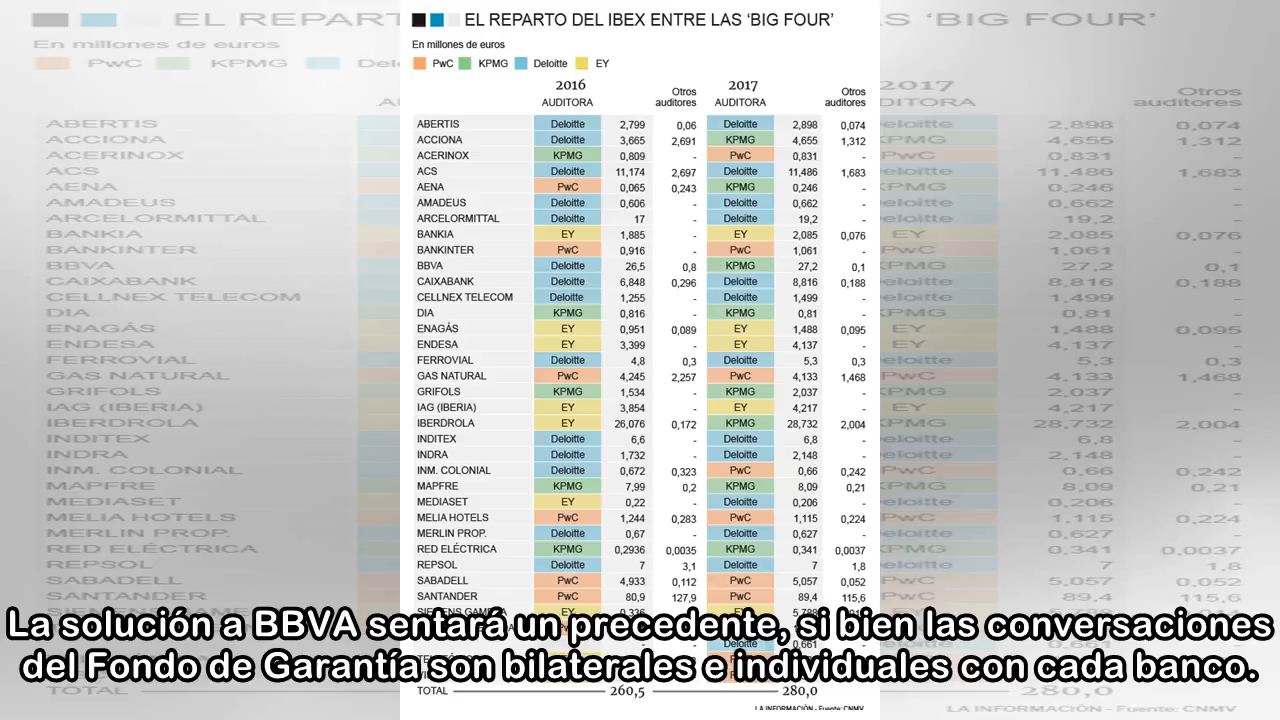 EL REPARTO DEL IBEX ENTRE LAS ‘BIG FOUR’
En millones de euros
PwC KPMG Deloitte EY
2016 2017
AUDITORA Otros auditores AUDITORA Otros auditores
ABERTIS Deloitte 2,799 0,06 Deloitte 2,898 0,074
ACCIONA Deloitte 3,665 2,691 KPMG 4,655 1,312
ACERINOX KPMG 0,809 - PwC 0,831 -
ACS Deloitte 11,174 2,697 Deloitte 11,486 1,683
AENA PwC 0,065 0,243 KPMG 0,246 -
AMADEUS Deloitte 0,606 - Deloitte 0,662 -
ARCELORMITTAL Deloitte 17 - Deloitte 19,2 -
BANKIA EY 1,885 - EY 2,085 0,076
BANKINTER PwC 0,916 - PwC 1,061 -
BBVA Deloitte 26,5 0,8 KPMG 27,2 0,1
CAIXABANK Deloitte 6,848 0,296 Deloitte 8,816 0,188
CELLNEX TELECOM Deloitte 1,255 - Deloitte 1,499 -
DIA KPMG 0,816 - KPMG 0,81 -
ENAGÁS EY 0,951 0,089 EY 1,488 0,095
ENDESA EY 3,399 - EY 4,137 -
FERROVIAL Deloitte 4,8 0,3 Deloitte 5,3 0,3
GAS NATURAL PwC 4,245 2,257 PwC 4,133 1,468
GRIFOLS KPMG 1,534 - KPMG 2,037 -
IAG (IBERIA) EY 3,854 - EY 4,217 -
IBERDROLA EY 26,076 0,172 KPMG 28,732 2,004
INDITEX Deloitte 6,6 - Deloitte 6,8 -
INDRA Deloitte 1,732 - Deloitte 2,148 -
INM. COLONIAL Deloitte 0,672 0,323 PwC 0,66 0,242
MAPFRE KPMG 7,99 0,2 KPMG 8,09 0,21
MEDIASET EY 0,22 - Deloitte 0,206 -
MELIA HOTELS PwC 1,244 0,283 PwC 1,115 0,224
MERLIN PROP. Deloitte 0,67 - Deloitte 0,627 -
RED ELÉCTRICA KPMG 0,2936 0,0035 KPMG 0,341 0,0037
REPSOL Deloitte 7 3,1 Deloitte 7 1,8
SABADELL PwC 4,933 0,112 PwC 5,057 0,052
SANTANDER PwC 80,9 127,9 PwC 89,4 115,6
La solución a BBVA sentará un precedente, si bien las conversaciones
del Fondo de Garantía son bilaterales e individuales con cada banco.
TOTAL 260,5 280,0
LA INFORMACIÓN - Fuente: CNMV